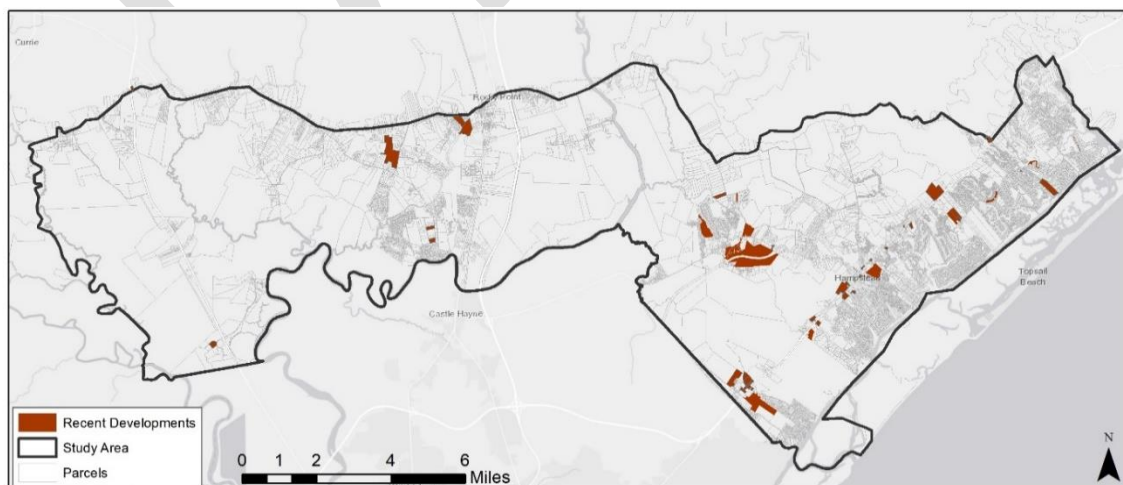 Currie
Rocky Point
Hampstead
Topsail
Beach
Castle Hayne
Recent Developments
Study Area
Parcels
0 1 2 4 6
Miles
N